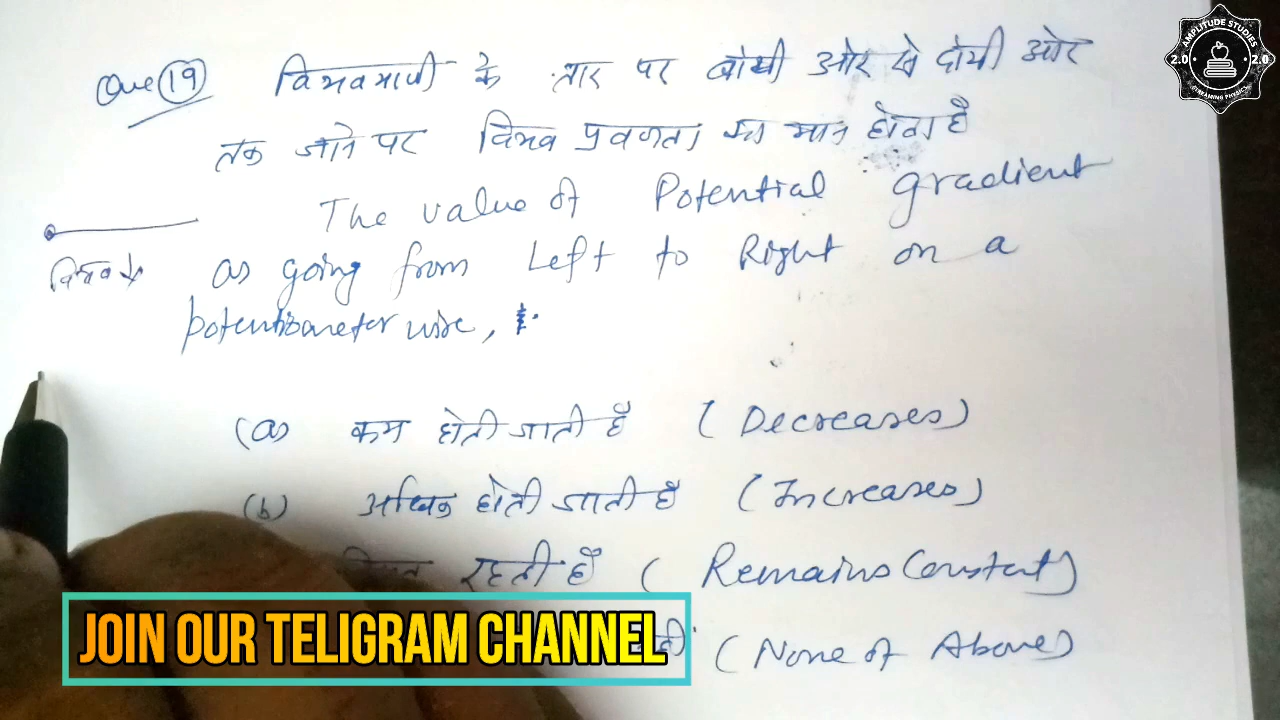 AMPLITUDE STUDIES
2.0 2.0
STREAMING PHYSICS
Que (19) विभवमापी के तार पर बांयी ओर से दांयी ओर
तक जाने पर विभव प्रवणता का मान होता है
The value of Potential gradient
as going from Left to Right on a
potentiometer wire,
विभव ↓
(a) कम होती जाती है (Decreases)
(b) अधिक होती जाती है (Increases)
रहती है (Remains Constant)
(None of Above)
JOIN OUR TELIGRAM CHANNEL